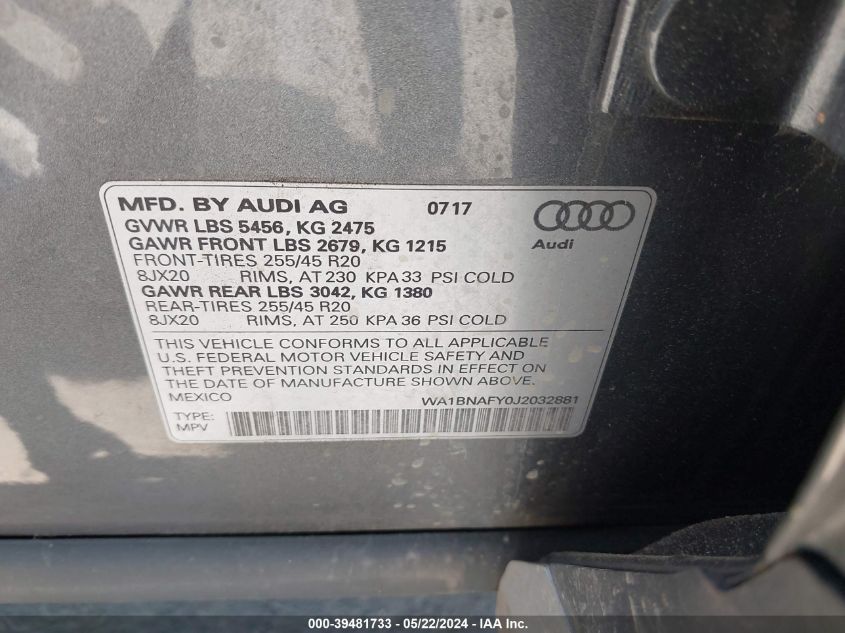 MFD. BY AUDI AG 0717
GVWR LBS 5456, KG 2475
GAWR FRONT LBS 2679, KG 1215
Audi
FRONT-TIRES 255/45 R20
8JX20 RIMS, AT 230 KPA 33 PSI COLD
GAWR REAR LBS 3042, KG 1380
REAR-TIRES 255/45 R20
8JX20 RIMS, AT 250 KPA 36 PSI COLD
THIS VEHICLE CONFORMS TO ALL APPLICABLE
U.S. FEDERAL MOTOR VEHICLE SAFETY AND
THEFT PREVENTION STANDARDS IN EFFECT ON
THE DATE OF MANUFACTURE SHOWN ABOVE.
MEXICO WA1BNAFY0J2032881
TYPE:
MPV
000-39481733 - 05/22/2024 - IAA Inc.